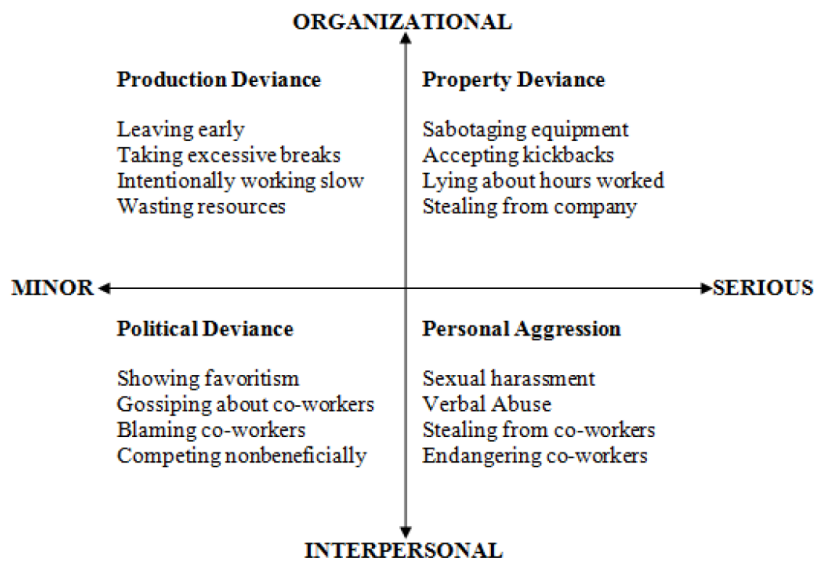 ORGANIZATIONAL
Production Deviance
Leaving early
Taking excessive breaks
Intentionally working slow
Wasting resources
Property Deviance
Sabotaging equipment
Accepting kickbacks
Lying about hours worked
Stealing from company
MINOR
SERIOUS
Political Deviance
Showing favoritism
Gossiping about co-workers
Blaming co-workers
Competing nonbeneficially
Personal Aggression
Sexual harassment
Verbal Abuse
Stealing from co-workers
Endangering co-workers
INTERPERSONAL